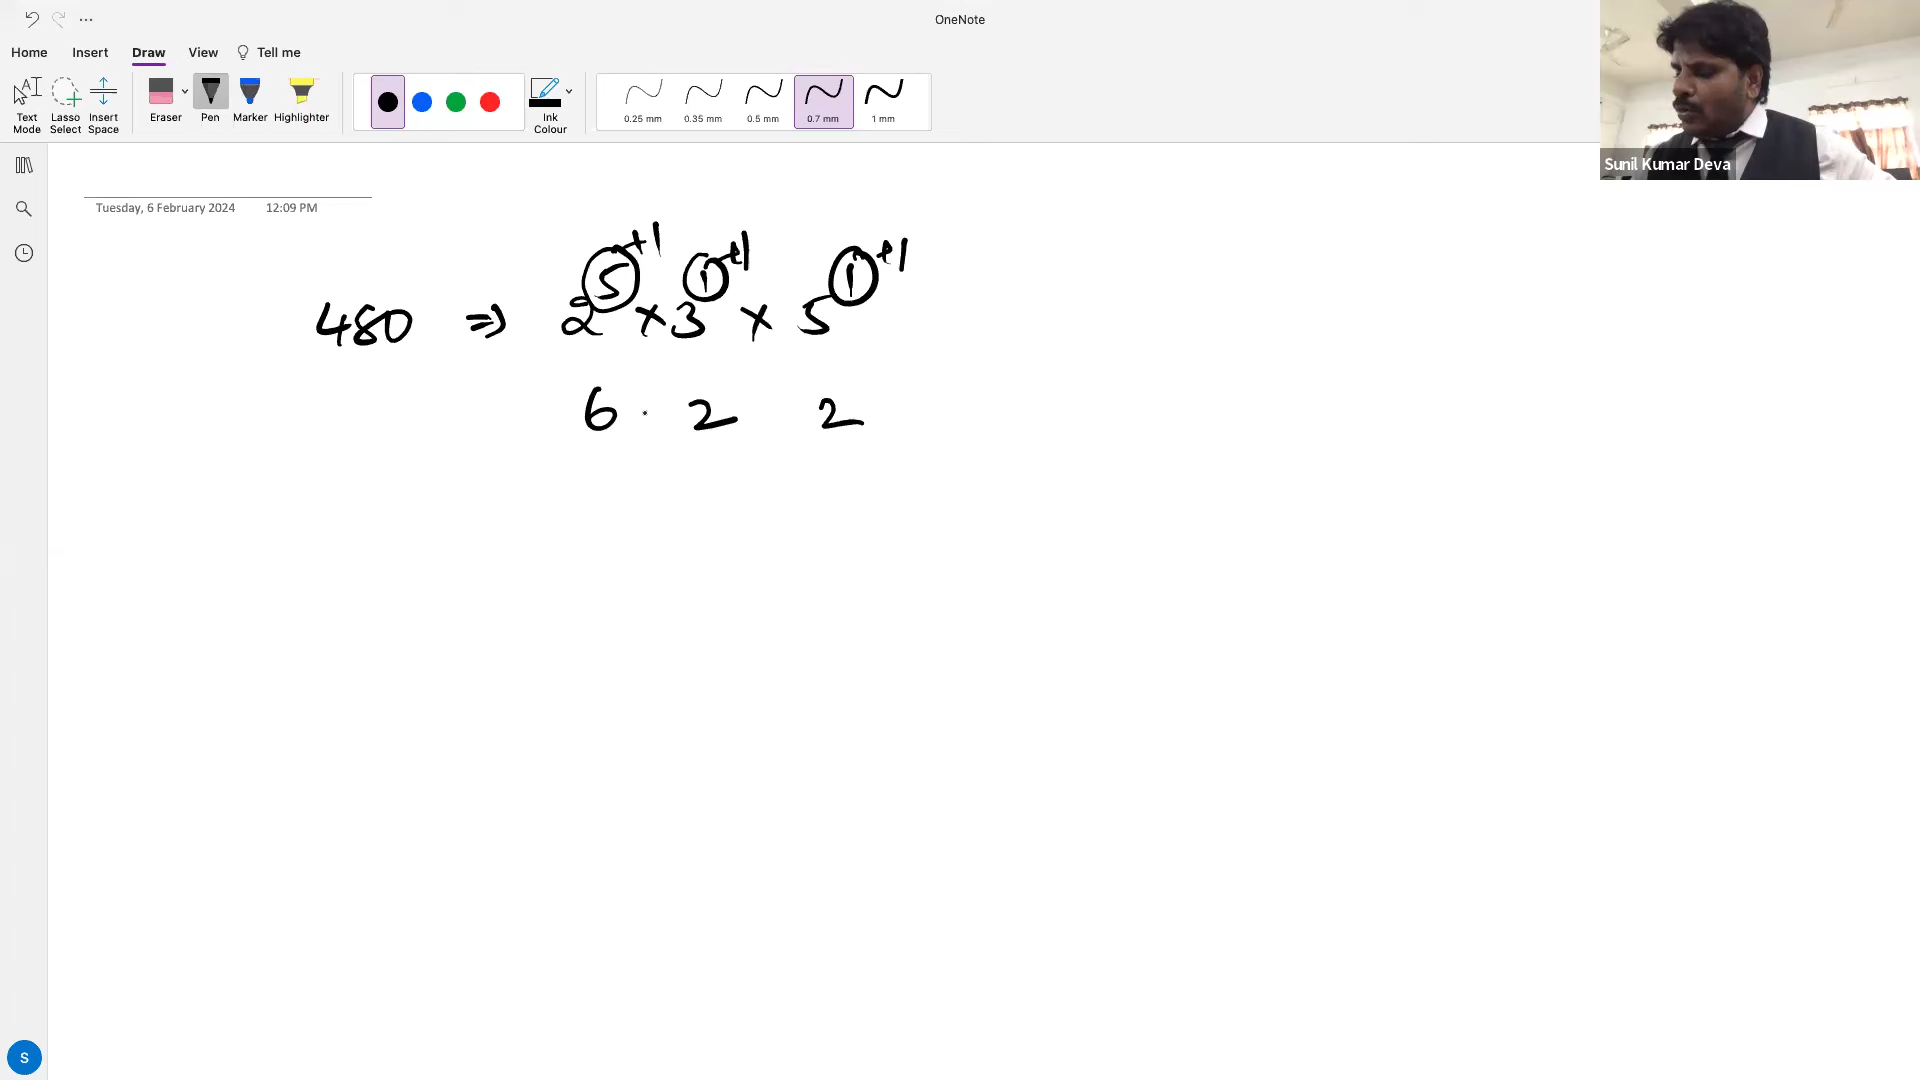 OneNote
Home Insert Draw View Tell me
Text Mode
Lasso Select
Insert Space
Eraser
Pen
Marker
Highlighter
Ink Colour
0.25 mm
0.35 mm
0.5 mm
0.7 mm
1 mm
Sunil Kumar Deva
Tuesday, 6 February 2024 12:09 PM
5 +1 1 +1 1 +1
480 ⇒ 2 × 3 × 5
6 · 2 2
S